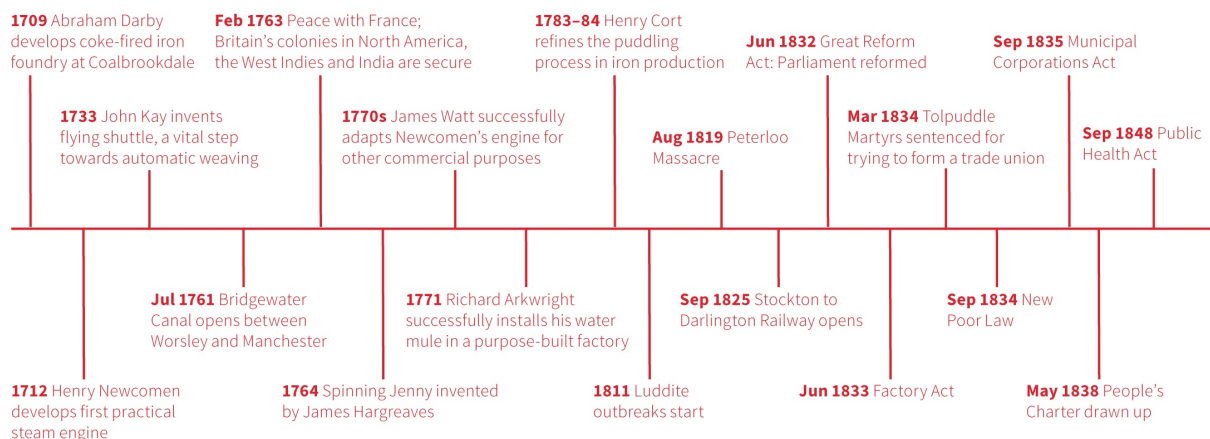 1709 Abraham Darby
develops coke-fired iron
foundry at Coalbrookdale
Feb 1763 Peace with France;
Britain’s colonies in North America,
the West Indies and India are secure
1783–84 Henry Cort
refines the puddling
process in iron production
Jun 1832 Great Reform
Act: Parliament reformed
Sep 1835 Municipal
Corporations Act
1733 John Kay invents
flying shuttle, a vital step
towards automatic weaving
1770s James Watt successfully
adapts Newcomen’s engine for
other commercial purposes
Aug 1819 Peterloo
Massacre
Mar 1834 Tolpuddle
Martyrs sentenced for
trying to form a trade union
Sep 1848 Public
Health Act
Jul 1761 Bridgewater
Canal opens between
Worsley and Manchester
1771 Richard Arkwright
successfully installs his water
mule in a purpose-built factory
Sep 1825 Stockton to
Darlington Railway opens
Sep 1834 New
Poor Law
1712 Henry Newcomen
develops first practical
steam engine
1764 Spinning Jenny invented
by James Hargreaves
1811 Luddite
outbreaks start
Jun 1833 Factory Act
May 1838 People’s
Charter drawn up